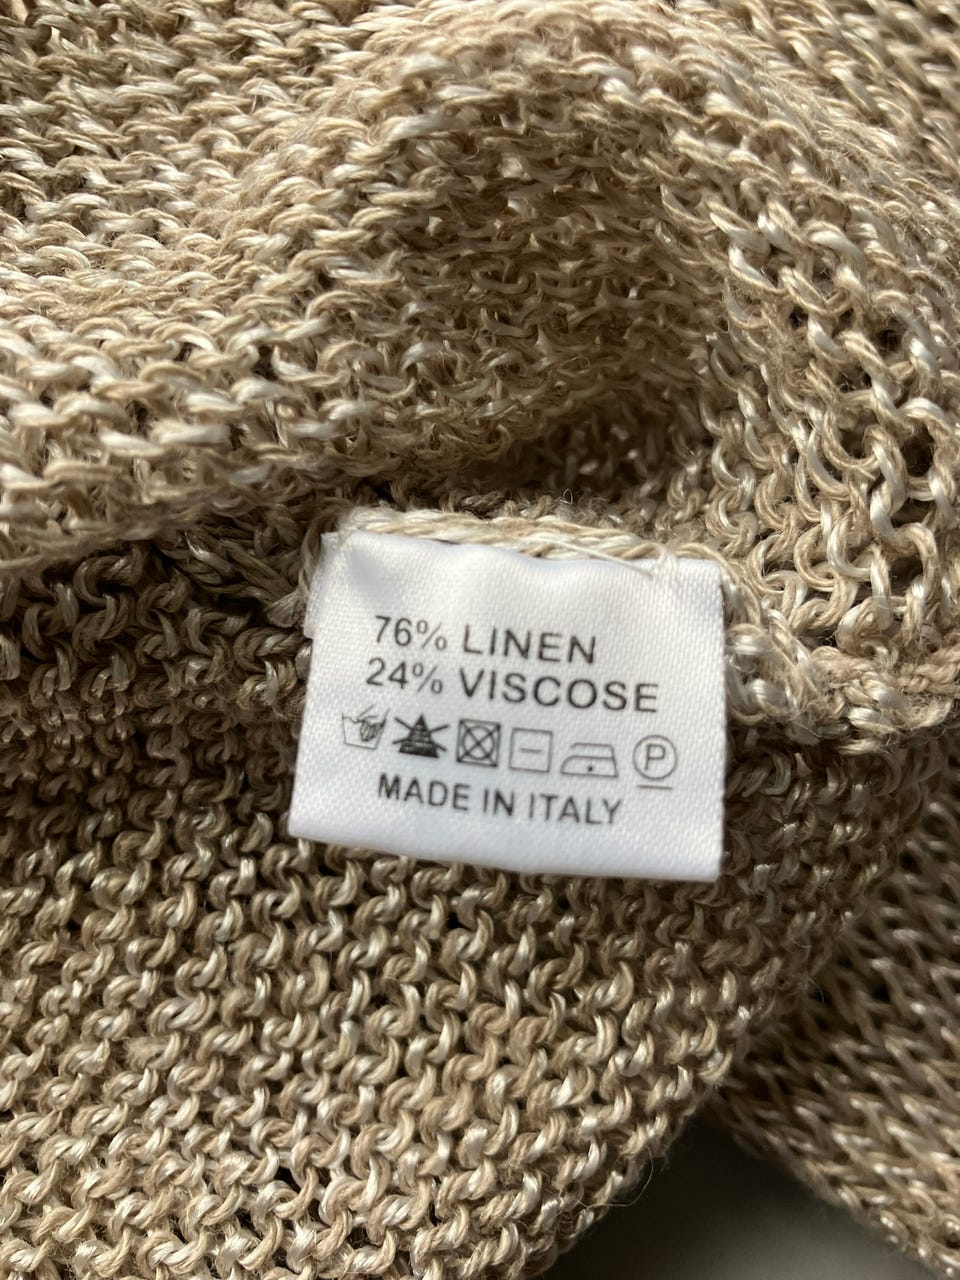 76% LINEN
24% VISCOSE
P
MADE IN ITALY